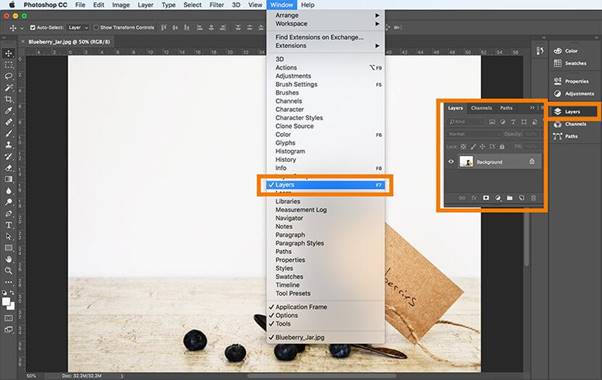 Photoshop CC File Edit Image Layer Type Select Filter 3D View Window Help
Auto-Select: Layer Show Transform Controls
Blueberry_Jar.jpg @ 50% (RGB/8)
Arrange
Workspace
Find Extensions on Exchange...
Extensions
3D
Actions ⌥F9
Adjustments
Brush Settings F5
Brushes
Channels
Character
Character Styles
Clone Source
Color F6
Glyphs
Histogram
History
Info F8
Layers F7
Libraries
Measurement Log
Navigator
Notes
Paragraph
Paragraph Styles
Paths
Properties
Styles
Swatches
Timeline
Tool Presets
Application Frame
Options
Tools
Blueberry_Jar.jpg
Layers Channels Paths
Kind
Normal Opacity:
Lock: Fill:
Background
Color
Swatches
Properties
Adjustments
Layers
Channels
Paths
50% Doc: 32.2M/32.2M